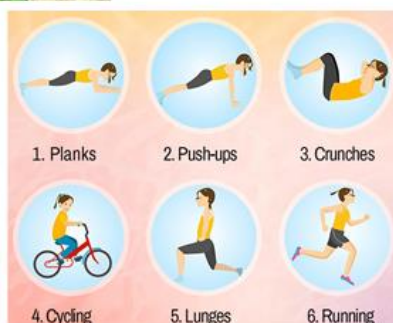 1. Planks
2. Push-ups
3. Crunches
4. Cycling
5. Lunges
6. Running